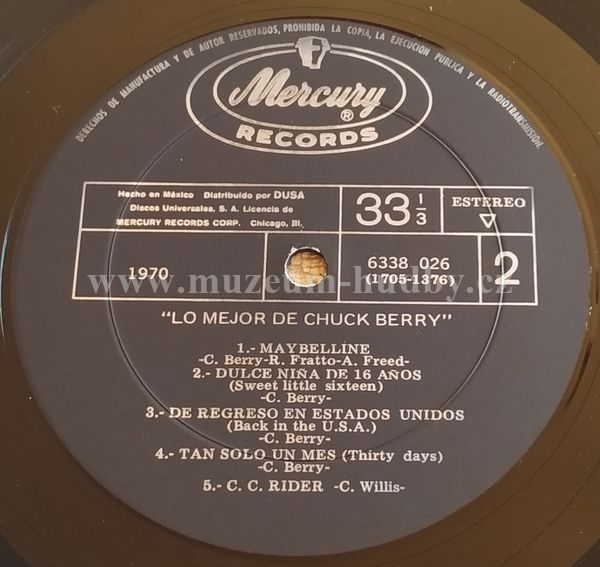 DERECHOS DE MANUFACTURA Y DE AUTOR RESERVADOS, PROHIBIDA LA COPIA, LA EJECUCION PUBLICA Y LA RADIOTRANSMISION.
Mercury ®
RECORDS
Hecho en México Distribuido por DUSA
Discos Universales, S. A. Licencia de
MERCURY RECORDS CORP. Chicago, Ill.
33 1/3
ESTEREO
1970
6338 026
(1705-1376)
2
www.muzeum-hudby.cz
"LO MEJOR DE CHUCK BERRY"
1.- MAYBELLINE
-C. Berry-R. Fratto-A. Freed-
2.- DULCE NIÑA DE 16 AÑOS
(Sweet little sixteen)
-C. Berry-
3.- DE REGRESO EN ESTADOS UNIDOS
(Back in the U.S.A.)
-C. Berry-
4.- TAN SOLO UN MES (Thirty days)
-C. Berry-
5.- C. C. RIDER -C. Willis-